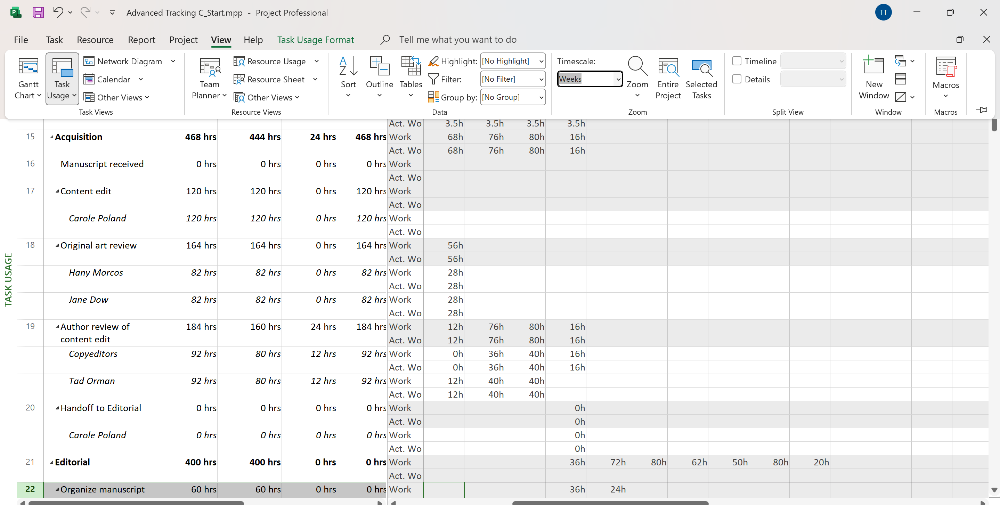 Advanced Tracking C_Start.mpp - Project Professional
TT
File Task Resource Report Project View Help Task Usage Format Tell me what you want to do
Gantt Chart
Task Usage
Network Diagram
Calendar
Other Views
Task Views
Team Planner
Resource Usage
Resource Sheet
Other Views
Resource Views
Sort
Outline
Tables
Highlight: [No Highlight]
Filter: [No Filter]
Group by: [No Group]
Data
Timescale:
Weeks
Zoom
Entire Project
Selected Tasks
Zoom
Timeline
Details
Split View
New Window
Window
Macros
Macros
TASK USAGE
Act. Wo 3.5h 3.5h 3.5h 3.5h
15 Acquisition 468 hrs 444 hrs 24 hrs 468 hrs Work 68h 76h 80h 16h
Act. Wo 68h 76h 80h 16h
16 Manuscript received 0 hrs 0 hrs 0 hrs 0 hrs Work
Act. Wo
17 Content edit 120 hrs 120 hrs 0 hrs 120 hrs Work
Act. Wo
Carole Poland 120 hrs 120 hrs 0 hrs 120 hrs Work
Act. Wo
18 Original art review 164 hrs 164 hrs 0 hrs 164 hrs Work 56h
Act. Wo 56h
Hany Morcos 82 hrs 82 hrs 0 hrs 82 hrs Work 28h
Act. Wo 28h
Jane Dow 82 hrs 82 hrs 0 hrs 82 hrs Work 28h
Act. Wo 28h
19 Author review of 184 hrs 160 hrs 24 hrs 184 hrs Work 12h 76h 80h 16h
content edit Act. Wo 12h 76h 80h 16h
Copyeditors 92 hrs 80 hrs 12 hrs 92 hrs Work 0h 36h 40h 16h
Act. Wo 0h 36h 40h 16h
Tad Orman 92 hrs 80 hrs 12 hrs 92 hrs Work 12h 40h 40h
Act. Wo 12h 40h 40h
20 Handoff to Editorial 0 hrs 0 hrs 0 hrs 0 hrs Work 0h
Act. Wo 0h
Carole Poland 0 hrs 0 hrs 0 hrs 0 hrs Work 0h
Act. Wo 0h
21 Editorial 400 hrs 400 hrs 0 hrs 0 hrs Work 36h 72h 80h 62h 50h 80h 20h
Act. Wo
22 Organize manuscript 60 hrs 60 hrs 0 hrs 0 hrs Work 36h 24h